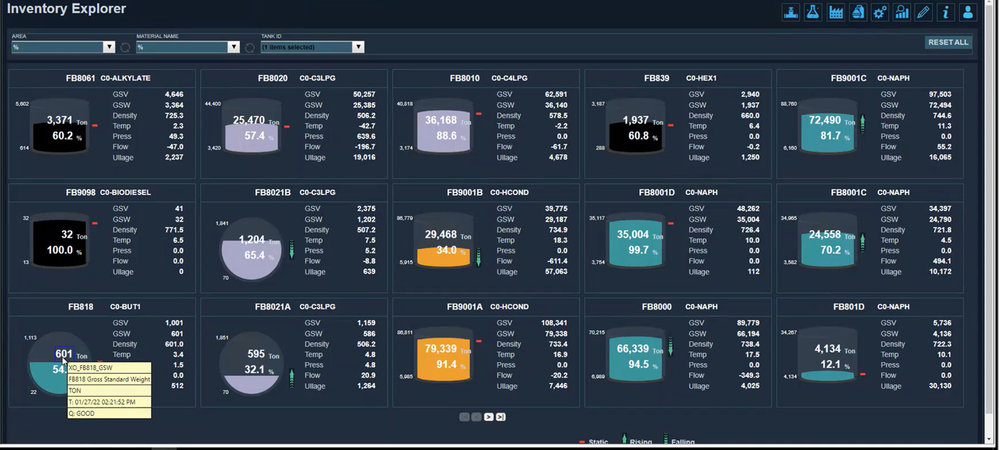 Inventory Explorer
AREA
%
MATERIAL NAME
%
TANK ID
(1 items selected)
RESET ALL
FB8061 C0-ALKYLATE
5,602
614
3,371 Ton
60.2 %
GSV 4,646
GSW 3,364
Density 725.3
Temp 2.3
Press 49.3
Flow -47.0
Ullage 2,237
FB8020 C0-C3LPG
44,400
3,420
25,470 Ton
57.4 %
GSV 50,257
GSW 25,385
Density 506.2
Temp -42.7
Press 639.6
Flow -196.7
Ullage 19,016
FB8010 C0-C4LPG
40,818
3,174
36,168 Ton
88.6 %
GSV 62,591
GSW 36,140
Density 578.5
Temp -2.2
Press 0.0
Flow -61.7
Ullage 4,678
FB839 C0-HEX1
3,187
288
1,937 Ton
60.8 %
GSV 2,940
GSW 1,937
Density 660.0
Temp 6.4
Press 0.0
Flow -0.2
Ullage 1,250
FB9001C C0-NAPH
88,760
6,160
72,490 Ton
81.7 %
GSV 97,503
GSW 72,494
Density 744.6
Temp 11.3
Press 0.0
Flow 55.2
Ullage 16,065
FB9098 C0-BIODIESEL
32
13
32 Ton
100.0 %
GSV 41
GSW 32
Density 771.5
Temp 6.5
Press 0.0
Flow 0.0
Ullage 0
FB8021B C0-C3LPG
1,841
70
1,204 Ton
65.4 %
GSV 2,375
GSW 1,202
Density 507.2
Temp 7.5
Press 5.2
Flow -8.8
Ullage 639
FB9001B C0-HCOND
86,779
5,915
29,468 Ton
34.0 %
GSV 39,775
GSW 29,187
Density 734.9
Temp 18.3
Press 0.0
Flow -611.4
Ullage 57,063
FB8001D C0-NAPH
35,117
3,754
35,004 Ton
99.7 %
GSV 48,262
GSW 35,004
Density 726.4
Temp 10.0
Press 0.0
Flow 0.0
Ullage 112
FB8001C C0-NAPH
34,965
3,582
24,558 Ton
70.2 %
GSV 34,397
GSW 24,790
Density 721.8
Temp 4.5
Press 0.0
Flow 494.1
Ullage 10,172
FB818 C0-BUT1
1,113
22
601 Ton
54.
GSV 1,001
GSW 601
Density 601.0
Temp 3.4
1.5
0.0
512
XO_FB818_GSW
FB818 Gross Standard Weight
TON
T: 01/27/22 02:21:52 PM
Q: GOOD
FB8021A C0-C3LPG
1,851
70
595 Ton
32.1 %
GSV 1,159
GSW 586
Density 506.2
Temp 4.8
Press 4.8
Flow 20.9
Ullage 1,264
FB9001A C0-HCOND
86,811
5,985
79,339 Ton
91.4 %
GSV 108,341
GSW 79,338
Density 733.4
Temp 16.9
Press 0.0
Flow -20.2
Ullage 7,446
FB8000 C0-NAPH
70,215
6,989
66,339 Ton
94.5 %
GSV 89,779
GSW 66,194
Density 738.4
Temp 17.5
Press 0.0
Flow -349.3
Ullage 4,025
FB801D C0-NAPH
34,267
4,134
4,134 Ton
12.1 %
GSV 5,736
GSW 4,136
Density 722.3
Temp 10.1
Press 0.0
Flow 0.0
Ullage 30,130
|< < > >|
Static Rising Falling